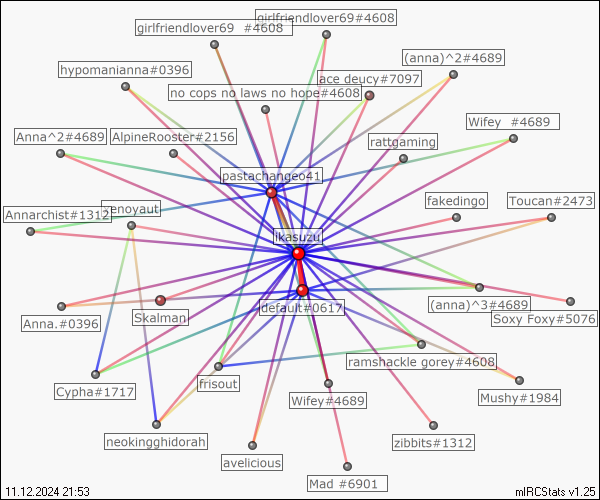 girlfriendlover69#4608
girlfriendlover69  #4608
(anna)^2#4689
hypomanianna#0396
ace deucy#7097
no cops no laws no hope#4608
Wifey  #4689
Anna^2#4689
AlpineRooster#2156
rattgaming
pastachangeo41
Toucan#2473
fakedingo
Annarchist#1312
enoyaut
ikasuzu
(anna)^3#4689
default#0617
Skalman
Soxy Foxy#5076
Anna.#0396
ramshackle gorey#4608
Cypha#1717
frisout
Mushy#1984
Wifey#4689
neokingghidorah
zibbits#1312
avelicious
Mad #6901
11.12.2024 21:53
mIRCStats v1.25